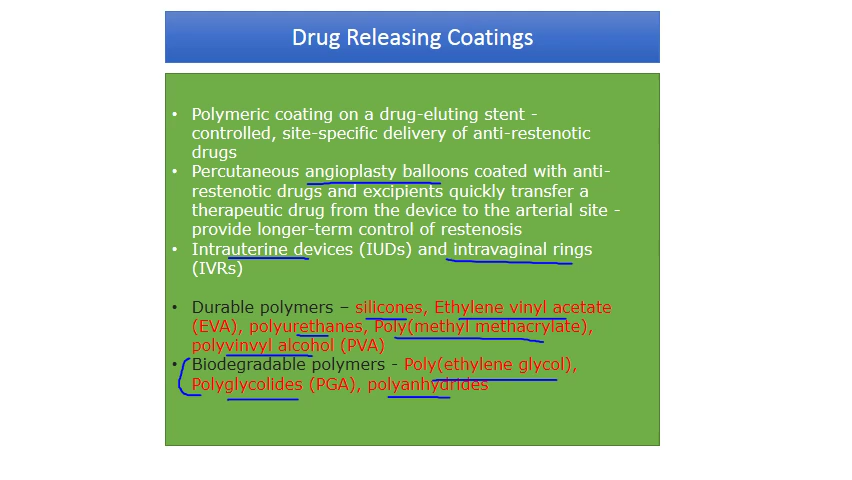 Drug Releasing Coatings
• Polymeric coating on a drug-eluting stent -
controlled, site-specific delivery of anti-restenotic
drugs
• Percutaneous angioplasty balloons coated with anti-
restenotic drugs and excipients quickly transfer a
therapeutic drug from the device to the arterial site -
provide longer-term control of restenosis
• Intrauterine devices (IUDs) and intravaginal rings
(IVRs)
• Durable polymers – silicones, Ethylene vinyl acetate
(EVA), polyurethanes, Poly(methyl methacrylate),
polyvinvyl alcohol (PVA)
• Biodegradable polymers - Poly(ethylene glycol),
Polyglycolides (PGA), polyanhydrides